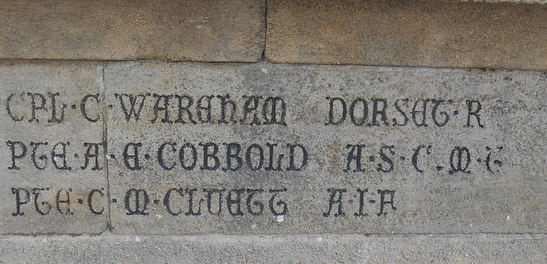 CPL·C·WAREHAM DORSET·R
PTE·A·E·COBBOLD A·S·C·M·T
PTE·C·M·CLUETT A·I·F